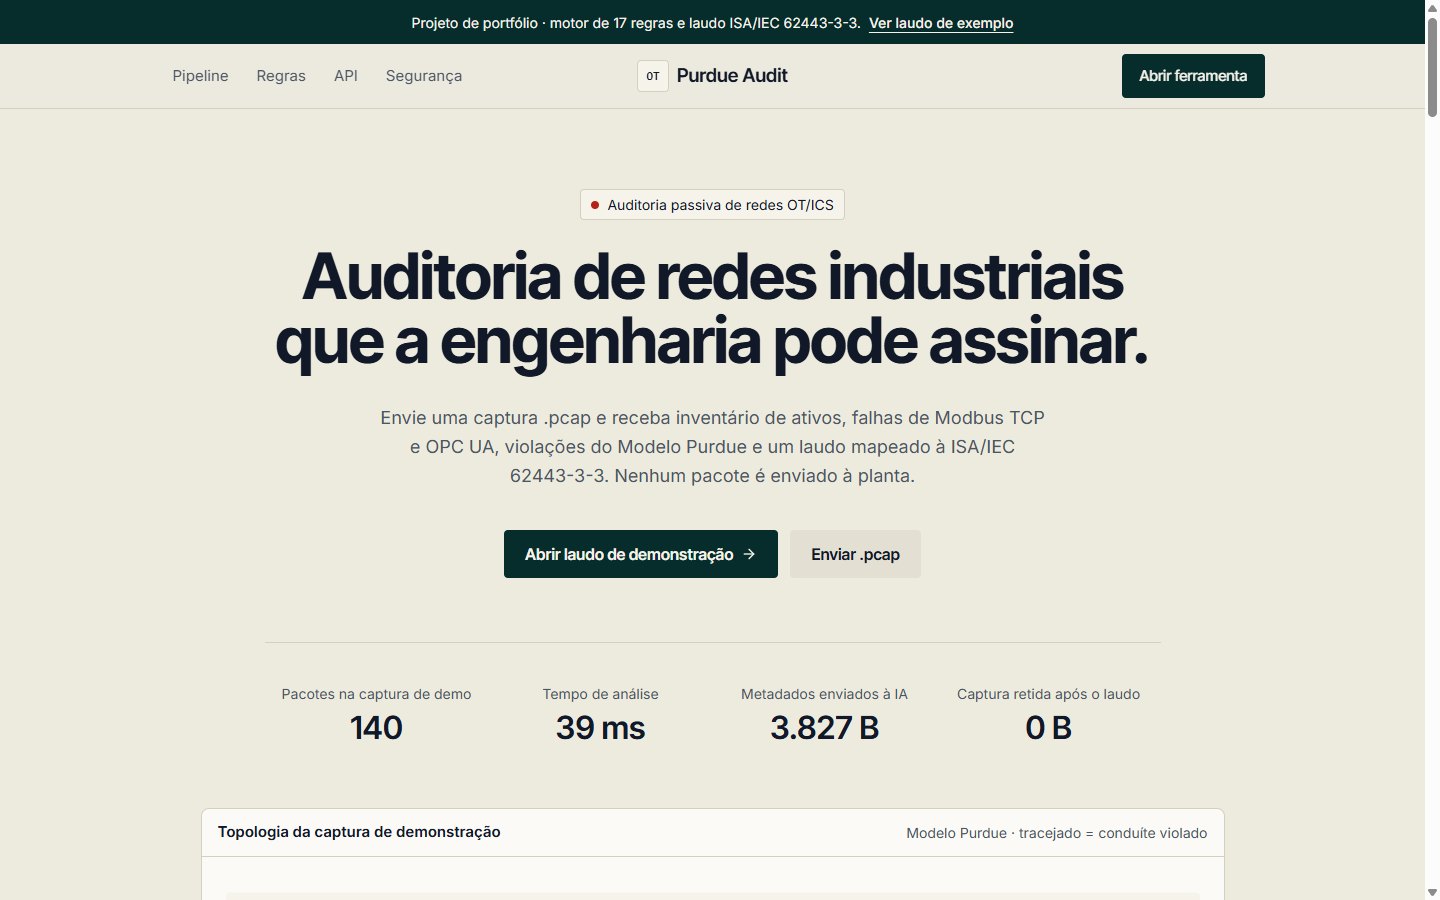 Projeto de portfólio · motor de 17 regras e laudo ISA/IEC 62443-3-3. Ver laudo de exemplo
Pipeline Regras API Segurança
OT Purdue Audit
Abrir ferramenta
Auditoria passiva de redes OT/ICS
Auditoria de redes industriais
que a engenharia pode assinar.
Envie uma captura .pcap e receba inventário de ativos, falhas de Modbus TCP
e OPC UA, violações do Modelo Purdue e um laudo mapeado à ISA/IEC
62443-3-3. Nenhum pacote é enviado à planta.
Abrir laudo de demonstração →
Enviar .pcap
Pacotes na captura de demo
140
Tempo de análise
39 ms
Metadados enviados à IA
3.827 B
Captura retida após o laudo
0 B
Topologia da captura de demonstração
Modelo Purdue · tracejado = conduíte violado